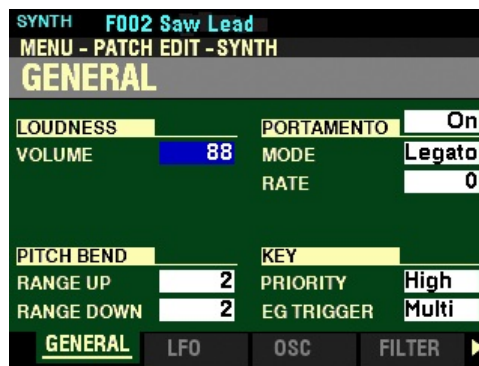 SYNTH F002 Saw Lead
MENU - PATCH EDIT - SYNTH
GENERAL
LOUDNESS
VOLUME 88
PORTAMENTO On
MODE Legato
RATE 0
PITCH BEND
RANGE UP 2
RANGE DOWN 2
KEY
PRIORITY High
EG TRIGGER Multi
GENERAL LFO OSC FILTER